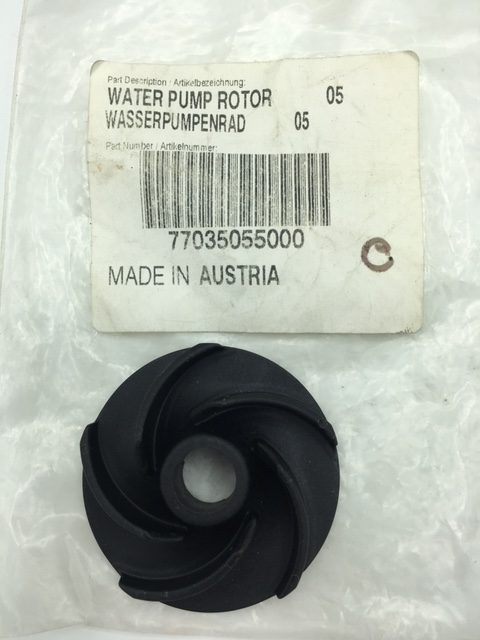 Part Description / Artikelbezeichnung:
WATER PUMP ROTOR 05
WASSERPUMPENRAD 05
Part Number / Artikelnummer:
77035055000
MADE IN AUSTRIA